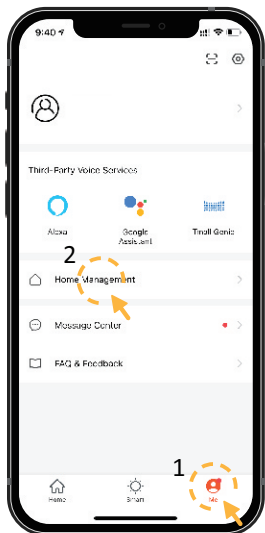 9:40
Third-Party Voice Services
Alexa
Google
Assistant
Tmall Genie
2
Home Management
Message Center
FAQ & Feedback
1
Home
Smart
Me